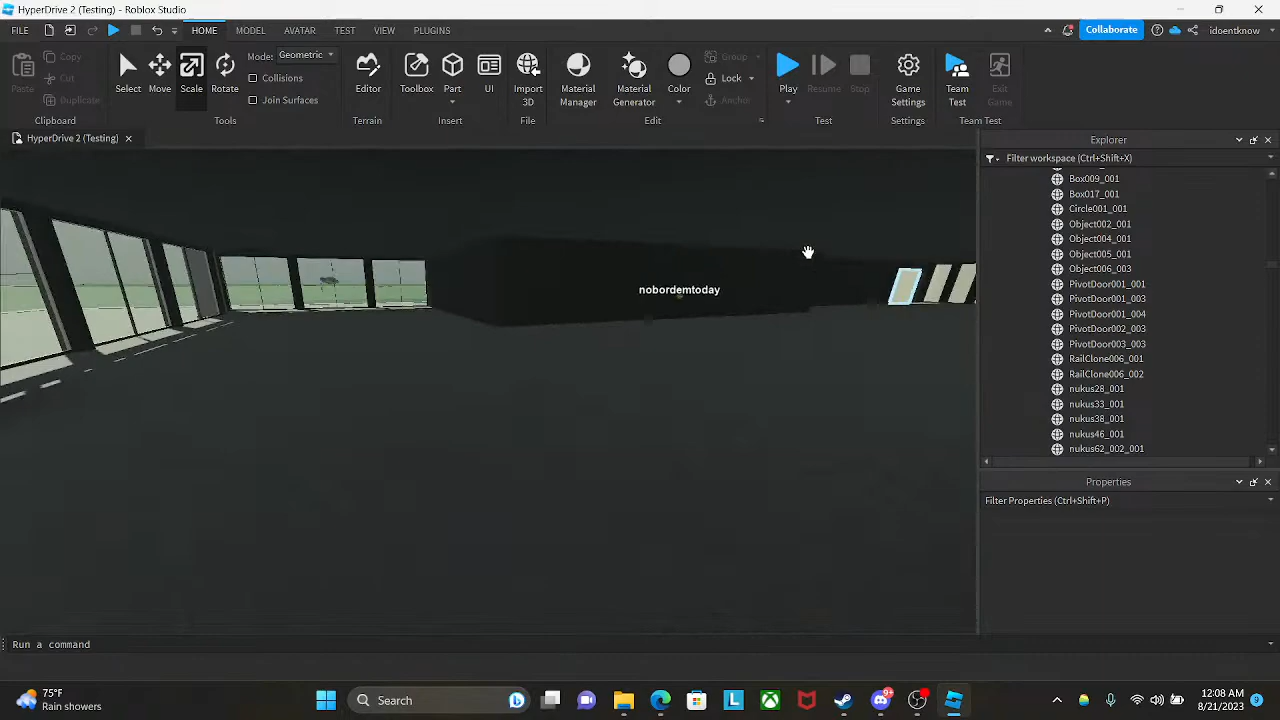 HyperDrive 2 (Testing) - Roblox Studio
FILE HOME MODEL AVATAR TEST VIEW PLUGINS Collaborate idoentknow
Paste Copy Cut Duplicate Clipboard
Select Move Scale Rotate Mode: Geometric Collisions Join Surfaces Tools
Editor Terrain
Toolbox Part UI Insert
Import 3D File
Material Manager Material Generator Color Group Lock Anchor Edit
Play Resume Stop Test
Game Settings Settings
Team Test Exit Game Team Test
HyperDrive 2 (Testing)
nobordemtoday
Explorer
Filter workspace (Ctrl+Shift+X)
Box009_001
Box017_001
Circle001_001
Object002_001
Object004_001
Object005_001
Object006_003
PivotDoor001_001
PivotDoor001_003
PivotDoor001_004
PivotDoor002_003
PivotDoor003_003
RailClone006_001
RailClone006_002
nukus28_001
nukus33_001
nukus38_001
nukus46_001
nukus62_002_001
Properties
Filter Properties (Ctrl+Shift+P)
Run a command
75°F
Rain showers
Search
L
9+
12:08 AM
8/21/2023
9